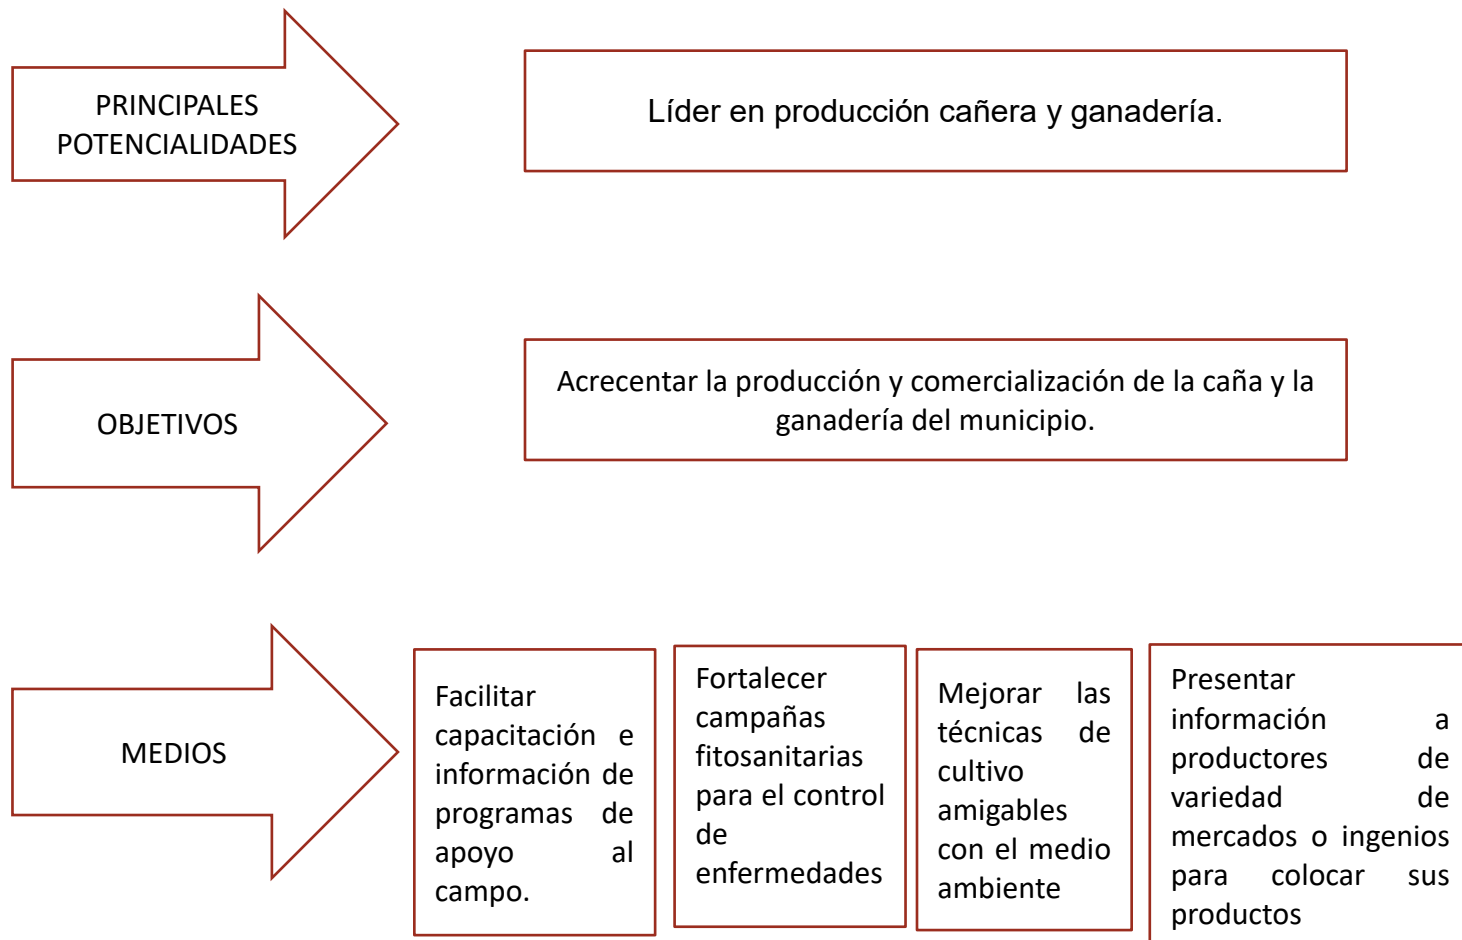 PRINCIPALES
POTENCIALIDADES
Líder en producción cañera y ganadería.
OBJETIVOS
Acrecentar la producción y comercialización de la caña y la
ganadería del municipio.
MEDIOS
Facilitar
capacitación e
información de
programas de
apoyo al
campo.
Fortalecer
campañas
fitosanitarias
para el control
de
enfermedades
Mejorar las
técnicas de
cultivo
amigables
con el medio
ambiente
Presentar
información a
productores de
variedad de
mercados o ingenios
para colocar sus
productos